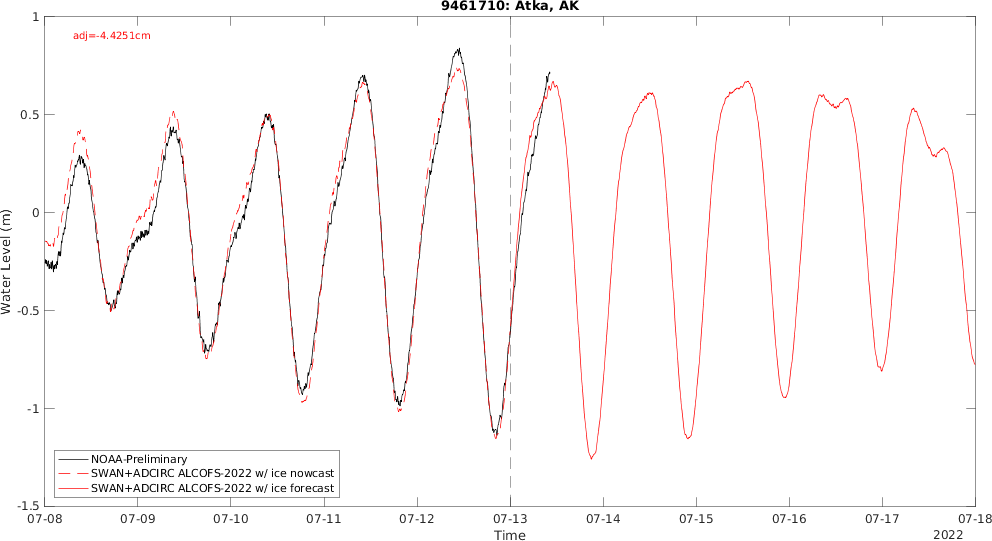 9461710: Atka, AK
adj=-4.4251cm
1
0.5
0
-0.5
-1
-1.5
Water Level (m)
NOAA-Preliminary
SWAN+ADCIRC ALCOFS-2022 w/ ice nowcast
SWAN+ADCIRC ALCOFS-2022 w/ ice forecast
07-08 07-09 07-10 07-11 07-12 07-13 07-14 07-15 07-16 07-17 07-18
Time
2022